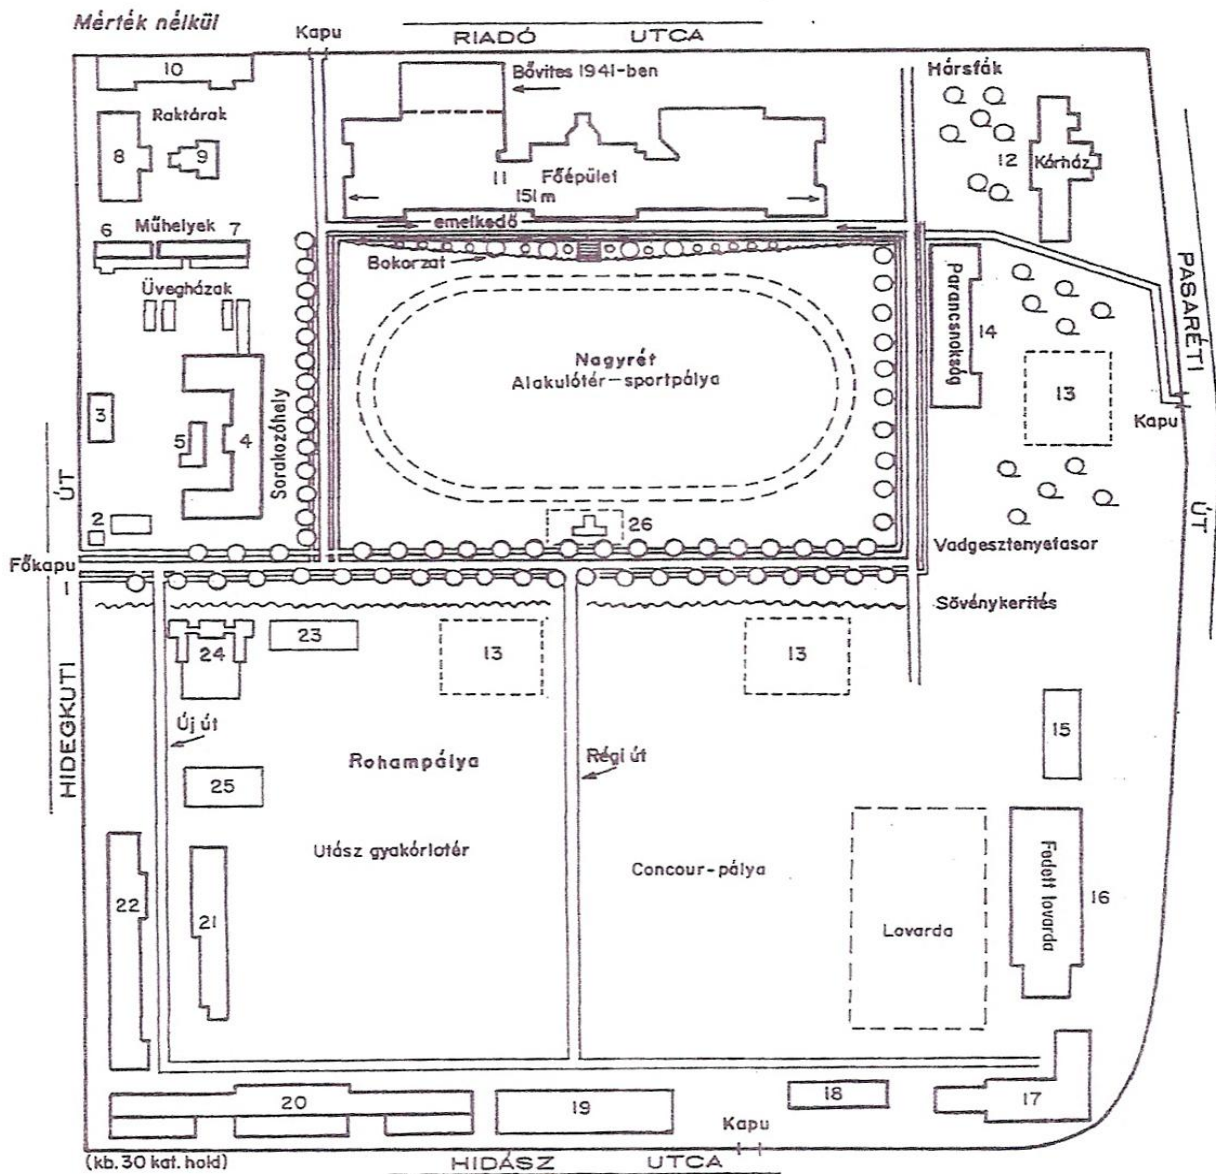 Mérték nélkül
Kapu
RIADÓ UTCA
10
Bővites 1941-ben
Hársfák
Raktárak
8
9
11
Főépület
151 m
12
Kórház
6
Műhelyek
7
emelkedő
Bokorzat
Üvegházak
Parancsnokság
14
PASARÉTI
ÚT
Nagyrét
Alakulótér–sportpálya
13
Kapu
3
5
4
Sorakozóhely
HIDEGKUTI
ÚT
2
26
Vadgesztenyefasor
Főkapu
1
Sövénykerités
24
23
13
13
Új út
15
Rohampálya
Régi út
25
Utász gyakórlotér
Concour-pálya
22
21
Lovarda
Fedett lovarda
16
20
19
18
17
Kapu
(kb. 30 kat. hold)
HIDÁSZ UTCA